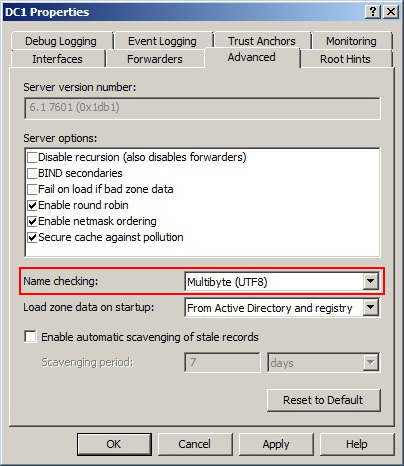 DC1 Properties
Debug Logging Event Logging Trust Anchors Monitoring
Interfaces Forwarders Advanced Root Hints
Server version number:
6.1 7601 (0x1db1)
Server options:
Disable recursion (also disables forwarders)
BIND secondaries
Fail on load if bad zone data
Enable round robin
Enable netmask ordering
Secure cache against pollution
Name checking: Multibyte (UTF8)
Load zone data on startup: From Active Directory and registry
Enable automatic scavenging of stale records
Scavenging period: 7 days
Reset to Default
OK Cancel Apply Help